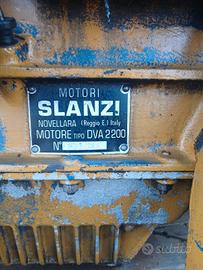 MOTORI
SLANZI
NOVELLARA (Reggio E.) Italy
MOTORE TIPO DVA 2200
N°
subito